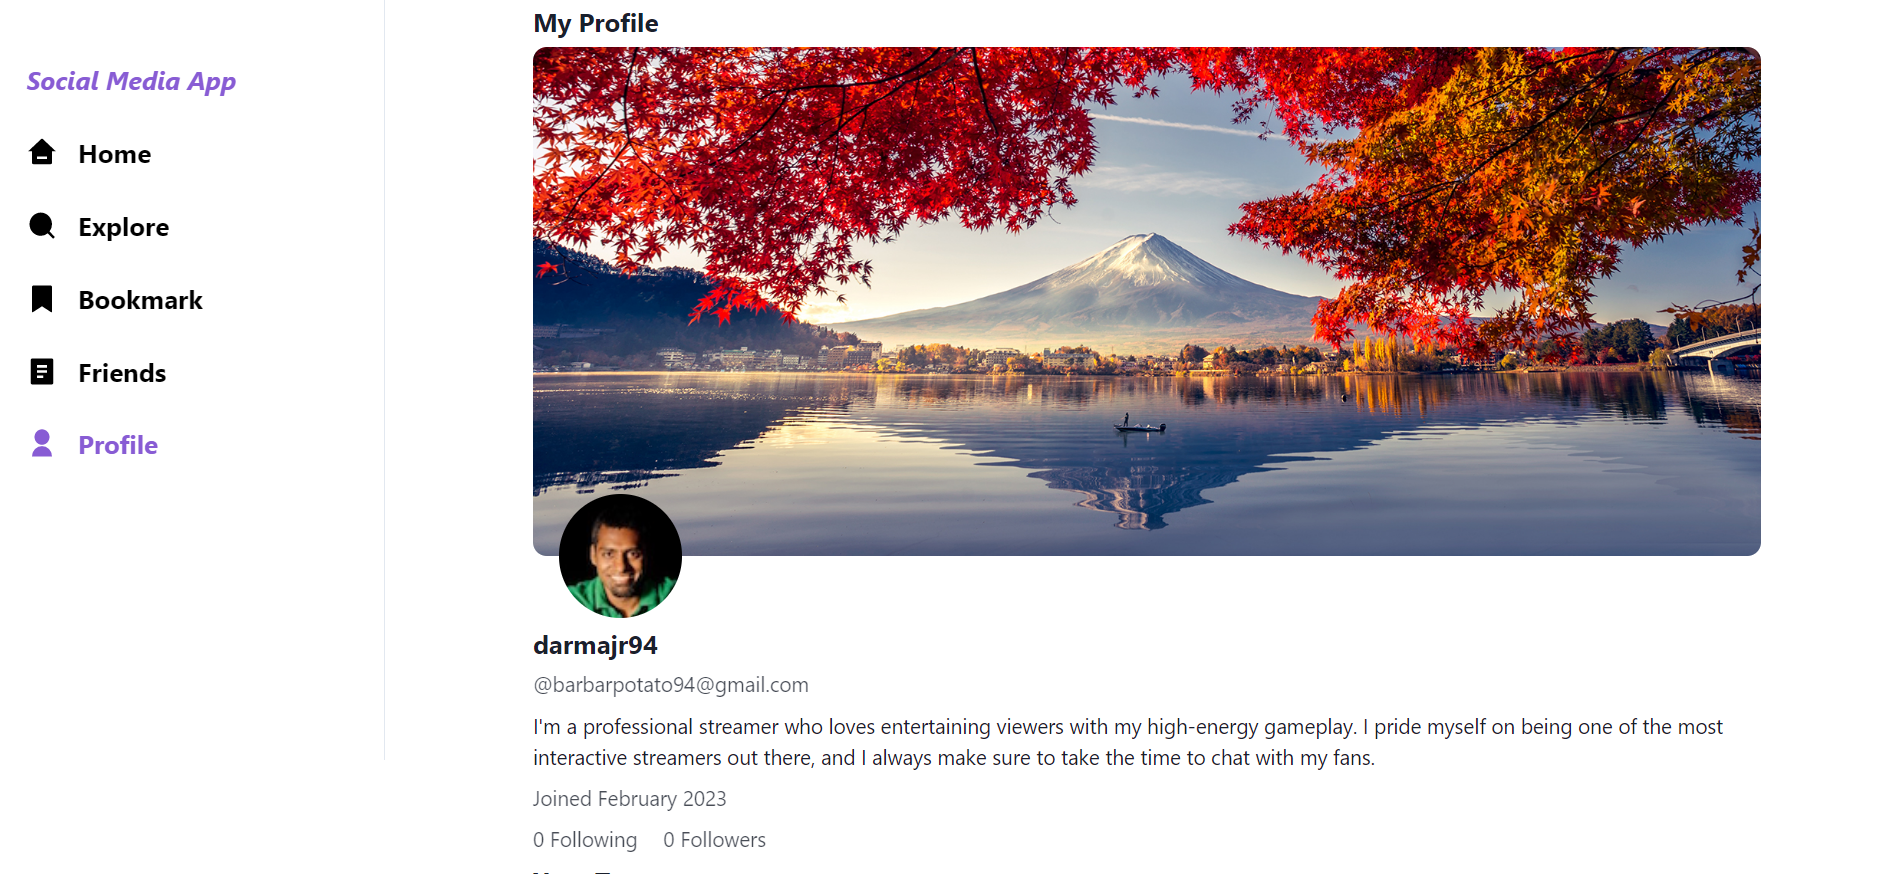 My Profile
Social Media App
Home
Explore
Bookmark
Friends
Profile
darmajr94
@barbarpotato94@gmail.com
I'm a professional streamer who loves entertaining viewers with my high-energy gameplay. I pride myself on being one of the most
interactive streamers out there, and I always make sure to take the time to chat with my fans.
Joined February 2023
0 Following 0 Followers